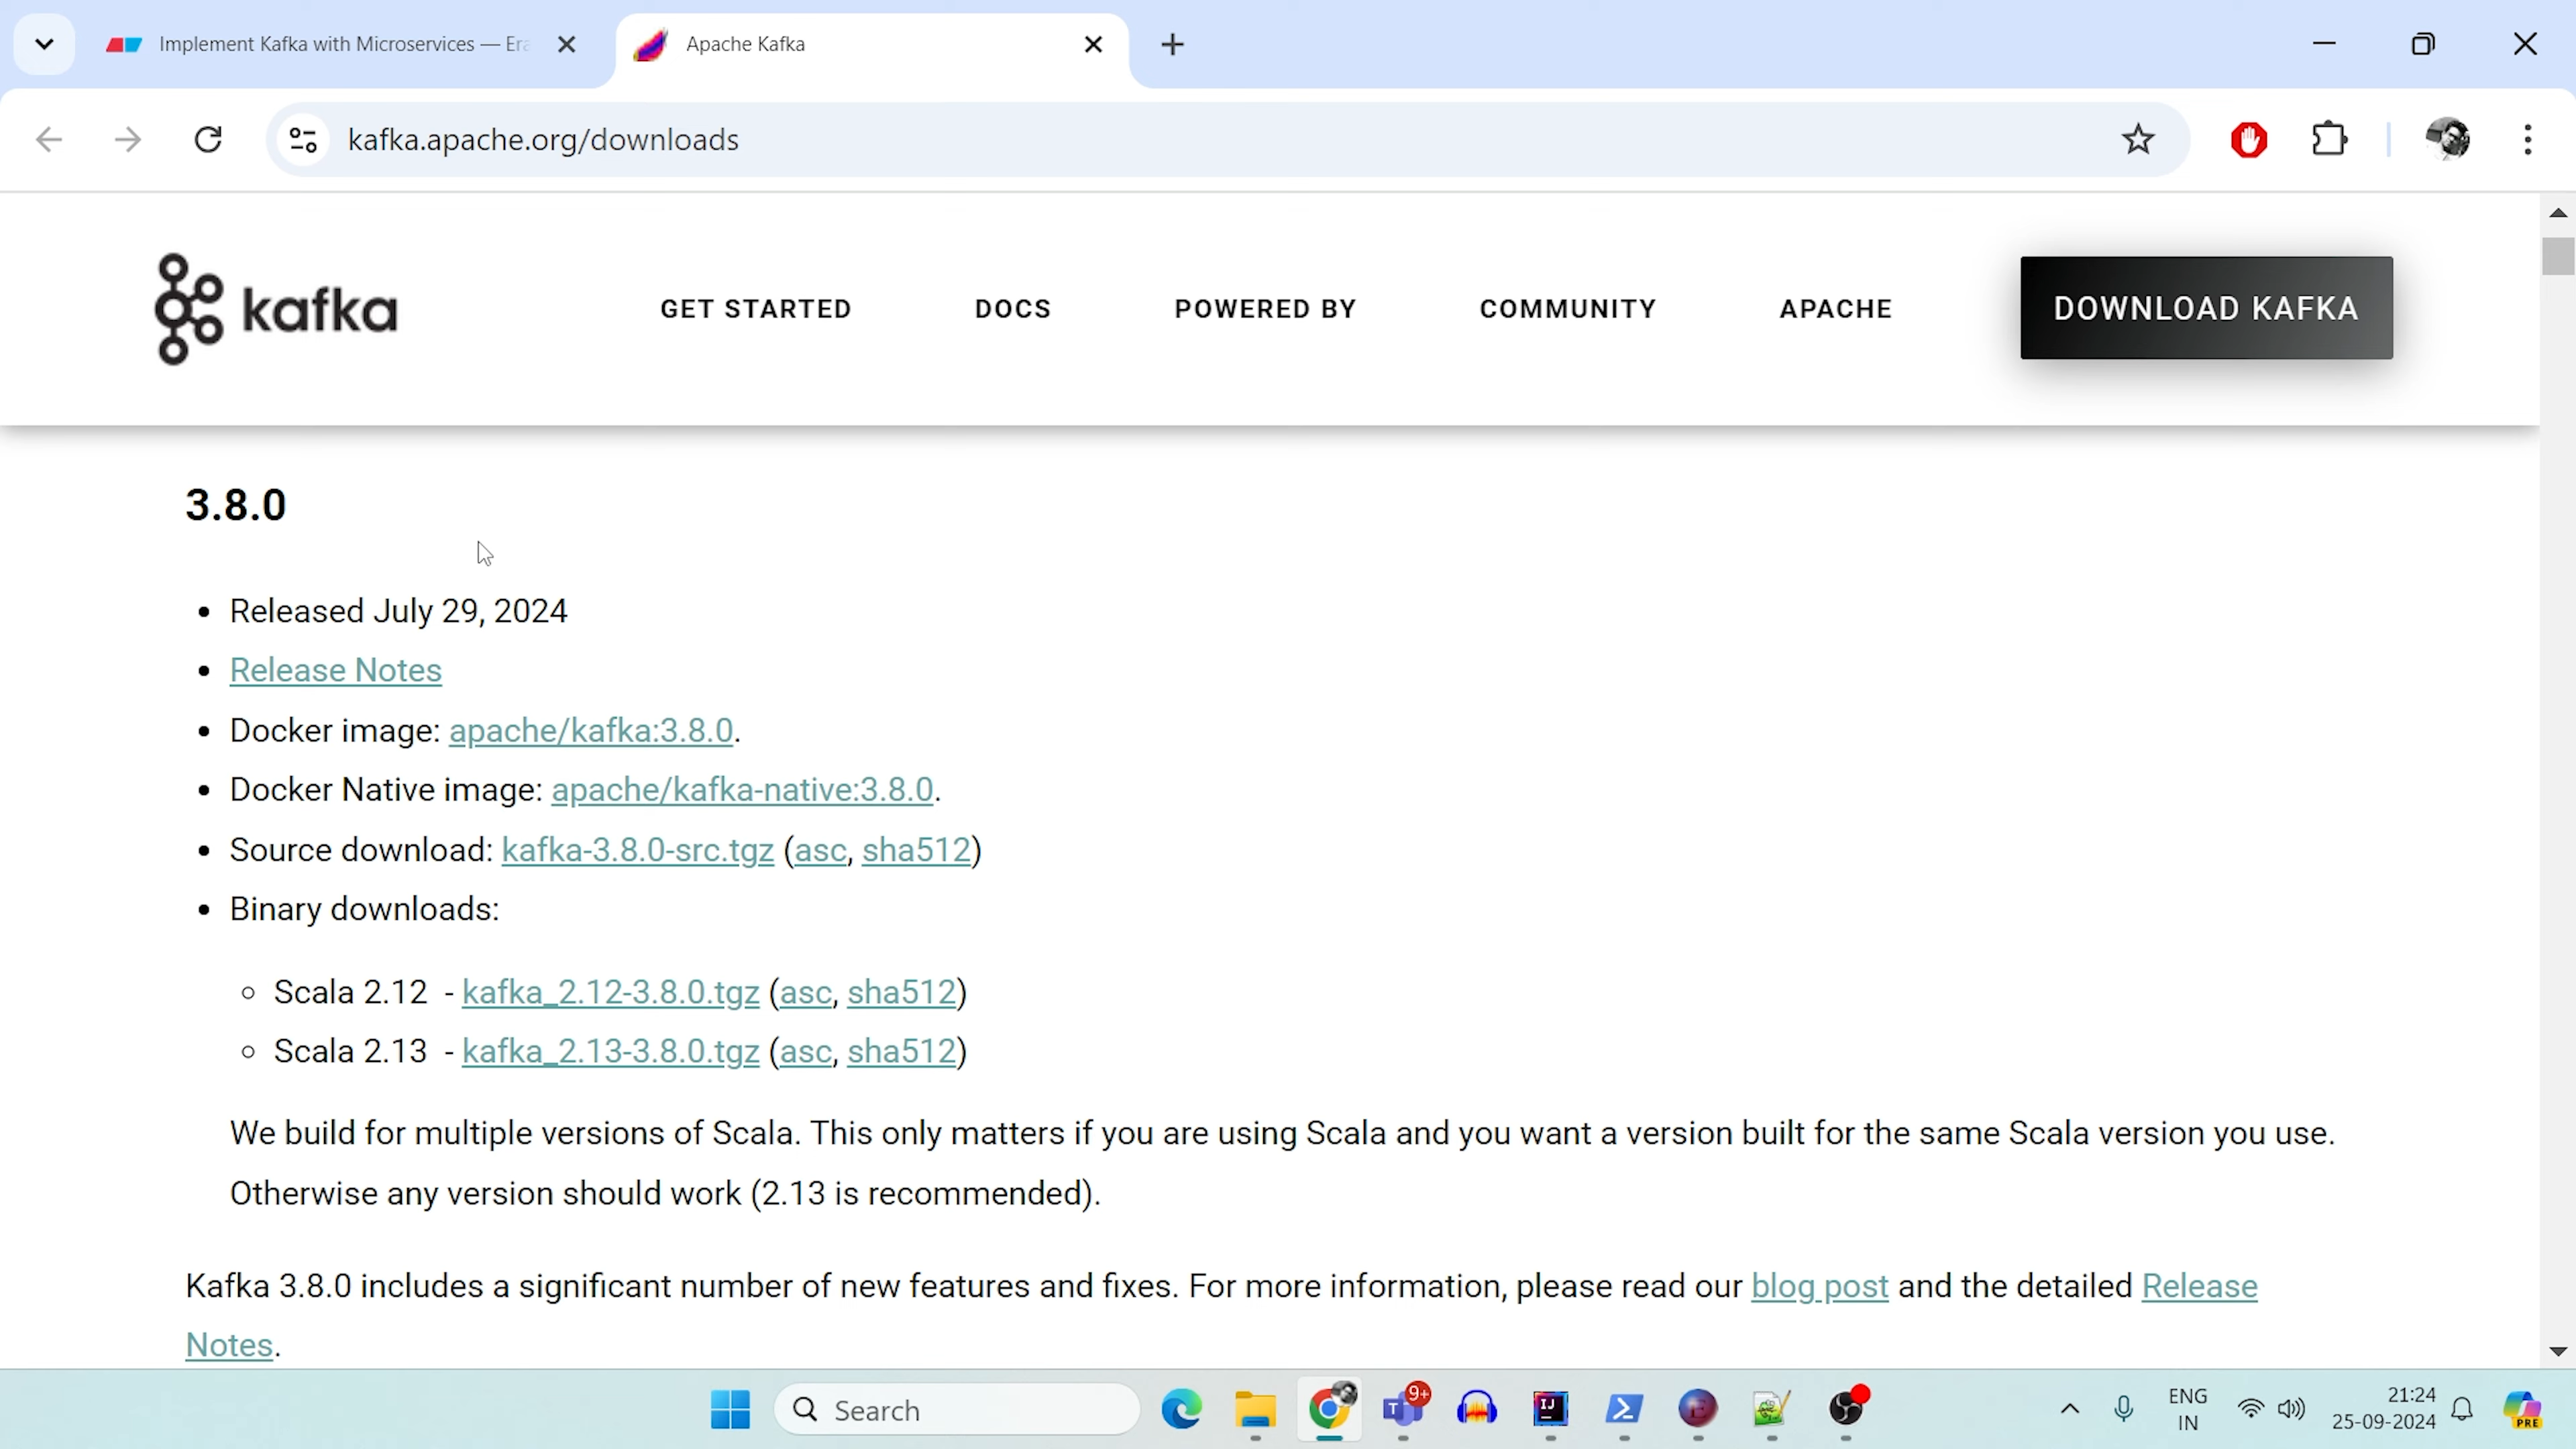 Implement Kafka with Microservices — Era
Apache Kafka
kafka.apache.org/downloads
kafka
GET STARTED
DOCS
POWERED BY
COMMUNITY
APACHE
DOWNLOAD KAFKA
3.8.0
• Released July 29, 2024
• Release Notes
• Docker image: apache/kafka:3.8.0.
• Docker Native image: apache/kafka-native:3.8.0.
• Source download: kafka-3.8.0-src.tgz (asc, sha512)
• Binary downloads:
○ Scala 2.12 - kafka_2.12-3.8.0.tgz (asc, sha512)
○ Scala 2.13 - kafka_2.13-3.8.0.tgz (asc, sha512)
We build for multiple versions of Scala. This only matters if you are using Scala and you want a version built for the same Scala version you use.
Otherwise any version should work (2.13 is recommended).
Kafka 3.8.0 includes a significant number of new features and fixes. For more information, please read our blog post and the detailed Release
Notes.
Search
9+
T
IJ
ENG
IN
21:24
25-09-2024
PRE